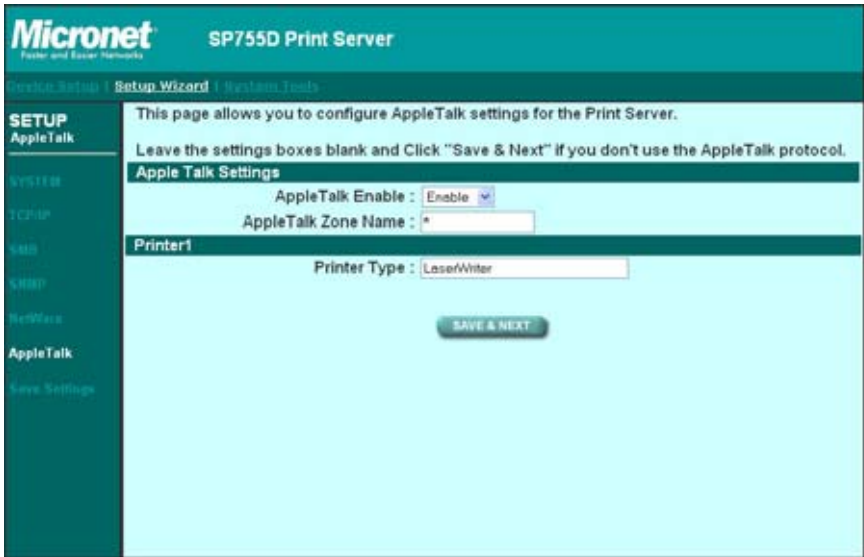 Micronet
Faster and Easier Networks
SP755D Print Server
Device Setup | Setup Wizard | System Tools
SETUP
AppleTalk
SYSTEM
TCP/IP
SMB
SNMP
NetWare
AppleTalk
Save Settings
This page allows you to configure AppleTalk settings for the Print Server.
Leave the settings boxes blank and Click "Save & Next" if you don't use the AppleTalk protocol.
Apple Talk Settings
AppleTalk Enable : Enable
AppleTalk Zone Name : *
Printer1
Printer Type : LaserWriter
SAVE & NEXT